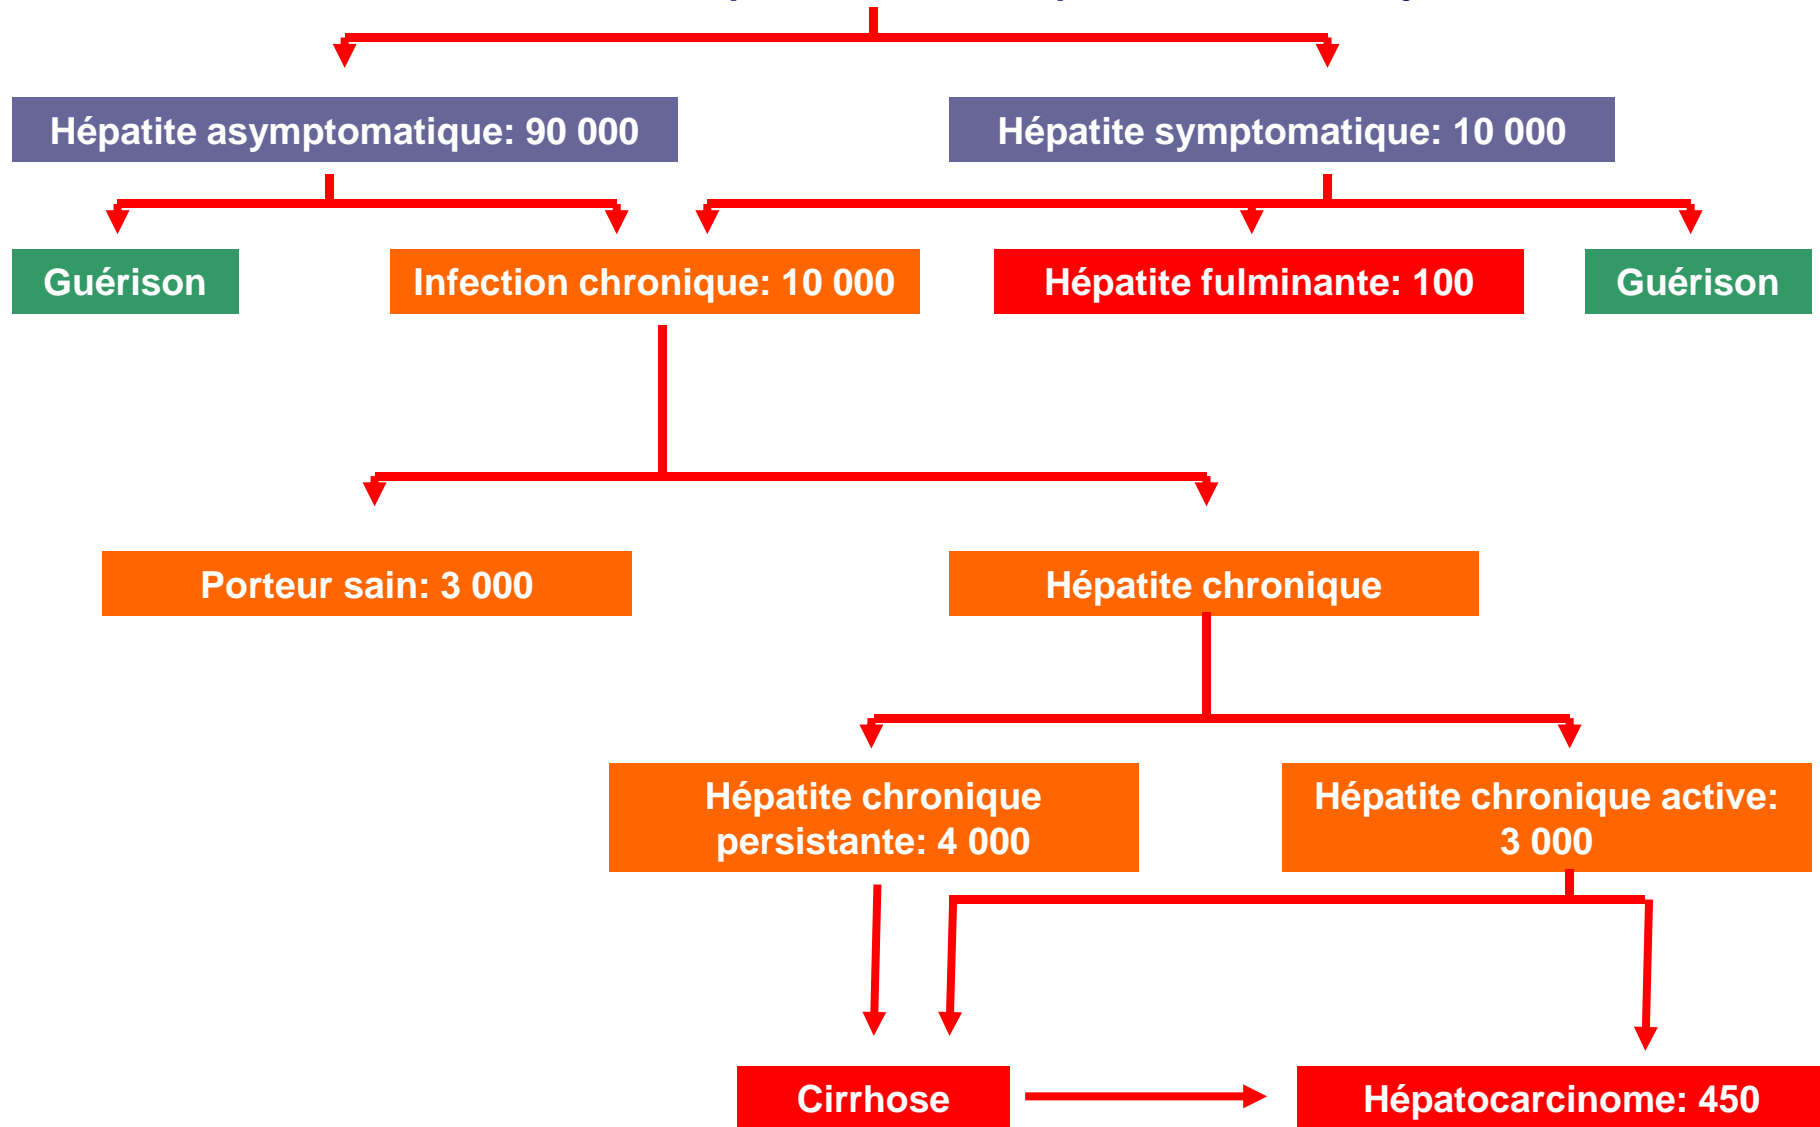 Hépatite asymptomatique: 90 000
Hépatite symptomatique: 10 000
Guérison
Infection chronique: 10 000
Hépatite fulminante: 100
Guérison
Porteur sain: 3 000
Hépatite chronique
Hépatite chronique
persistante: 4 000
Hépatite chronique active:
3 000
Cirrhose
Hépatocarcinome: 450